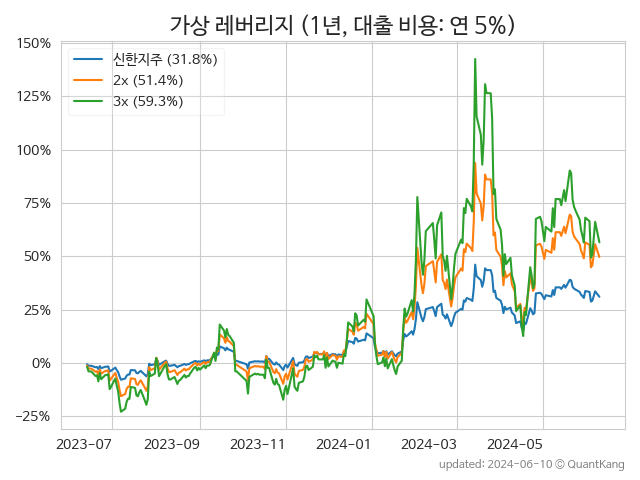 가상 레버리지 (1년, 대출 비용: 연 5%)
150%
125%
100%
75%
50%
25%
0%
−25%
신한지주 (31.8%)
2x (51.4%)
3x (59.3%)
2023-07
2023-09
2023-11
2024-01
2024-03
2024-05
updated: 2024-06-10 © QuantKang